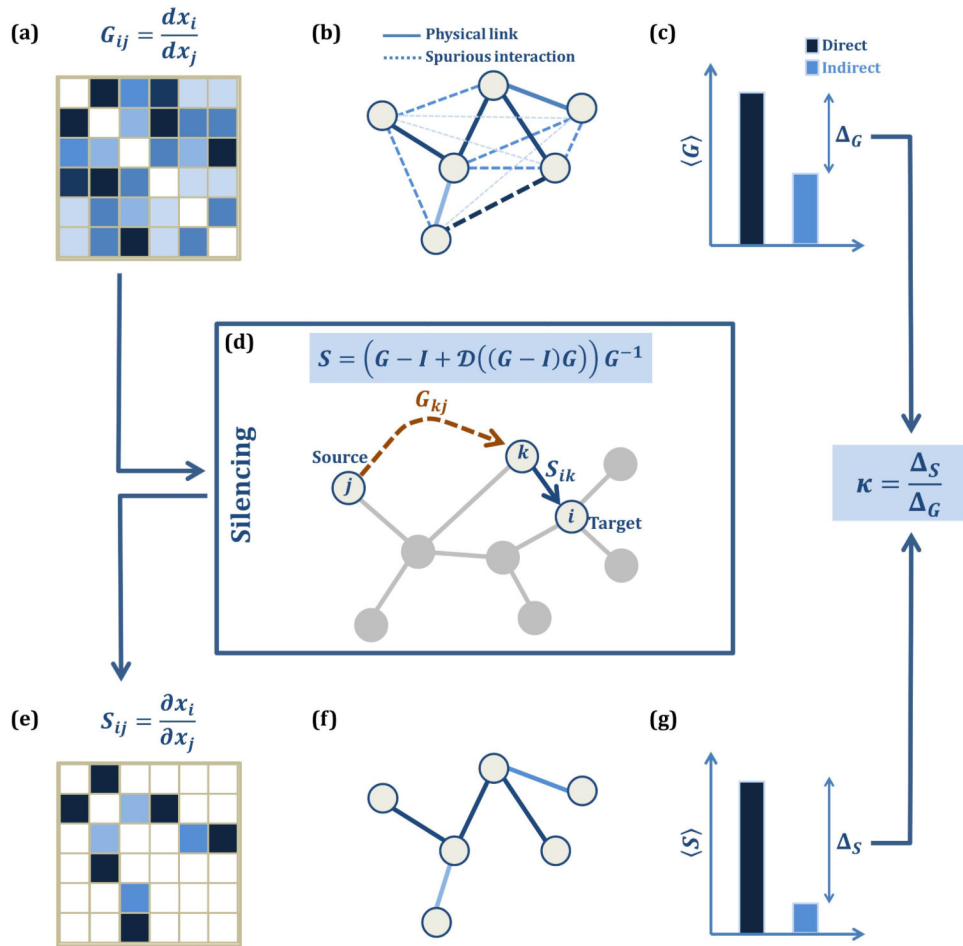 (a)
G_ij = dx_i / dx_j
(b)
Physical link
Spurious interaction
(c)
Direct
Indirect
⟨G⟩
Δ_G
(d)
S = (G − I + 𝒟((G − I)G)) G⁻¹
Silencing
G_kj
Source
j
k
S_ik
i
Target
κ = Δ_S / Δ_G
(e)
S_ij = ∂x_i / ∂x_j
(f)
(g)
⟨S⟩
Δ_S